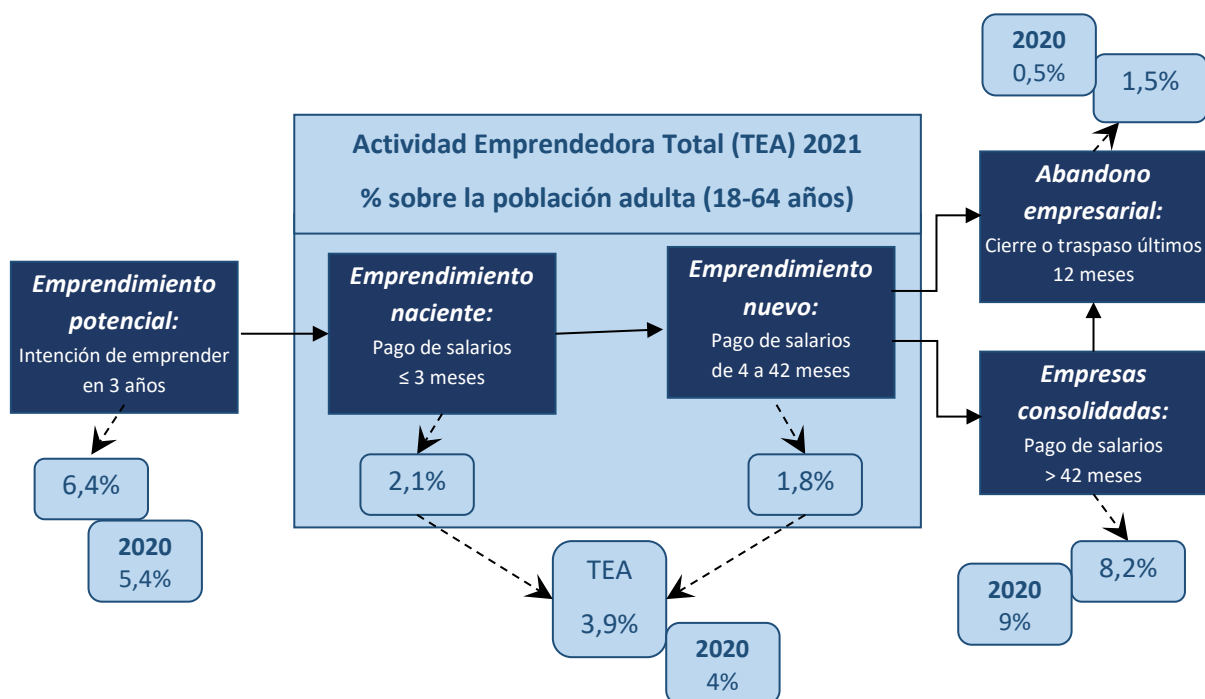 2020
0,5%
1,5%
Actividad Emprendedora Total (TEA) 2021
% sobre la población adulta (18-64 años)
Abandono
empresarial:
Cierre o traspaso últimos
12 meses
Emprendimiento
potencial:
Intención de emprender
en 3 años
Emprendimiento
naciente:
Pago de salarios
≤ 3 meses
Emprendimiento
nuevo:
Pago de salarios
de 4 a 42 meses
Empresas
consolidadas:
Pago de salarios
> 42 meses
6,4%
2020
5,4%
2,1%
1,8%
TEA
3,9%
2020
4%
8,2%
2020
9%